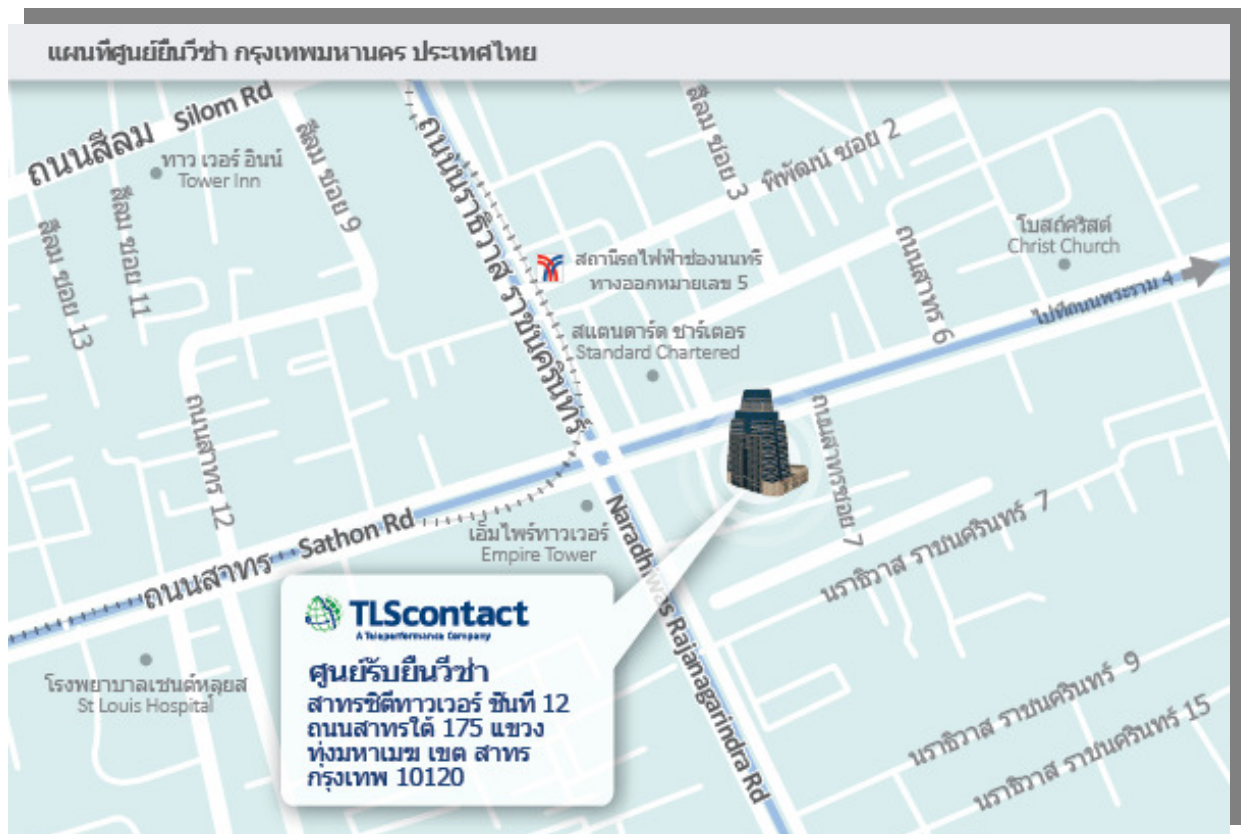 แผนที่ศูนย์ยื่นวีซ่า กรุงเทพมหานคร ประเทศไทย
ถนนสีลม Silom Rd
ทาว เวอร์ อินน์
Tower Inn
สีลม ซอย 9
สีลม ซอย 11
สีลม ซอย 13
ถนนนราธิวาส ราชนครินทร์
สีลม ซอย 3
พิพัฒน์ ซอย 2
สถานีรถไฟฟ้าช่องนนทรี
ทางออกหมายเลข 5
โบสถ์คริสต์
Christ Church
ถนนสาทร 6
ไปที่ถนนพระราม 4
สแตนดาร์ด ชาร์เตอร
Standard Chartered
ถนนสาทร 12
ถนนสาทรซอย 7
ถนนสาทร Sathon Rd
เอ็มไพร์ทาวเวอร์
Empire Tower
Naradhiwas Rajanagarindra Rd
นราธิวาส ราชนครินทร์ 7
นราธิวาส ราชนครินทร์ 9
นราธิวาส ราชนครินทร์ 15
โรงพยาบาลเซนต์หลุยส
St Louis Hospital
TLScontact
A Teleperformance Company
ศูนย์รับยื่นวีซ่า
สาทรซิตี้ทาวเวอร์ ชั้นที่ 12
ถนนสาทรใต้ 175 แขวง
ทุ่งมหาเมฆ เขต สาทร
กรุงเทพ 10120